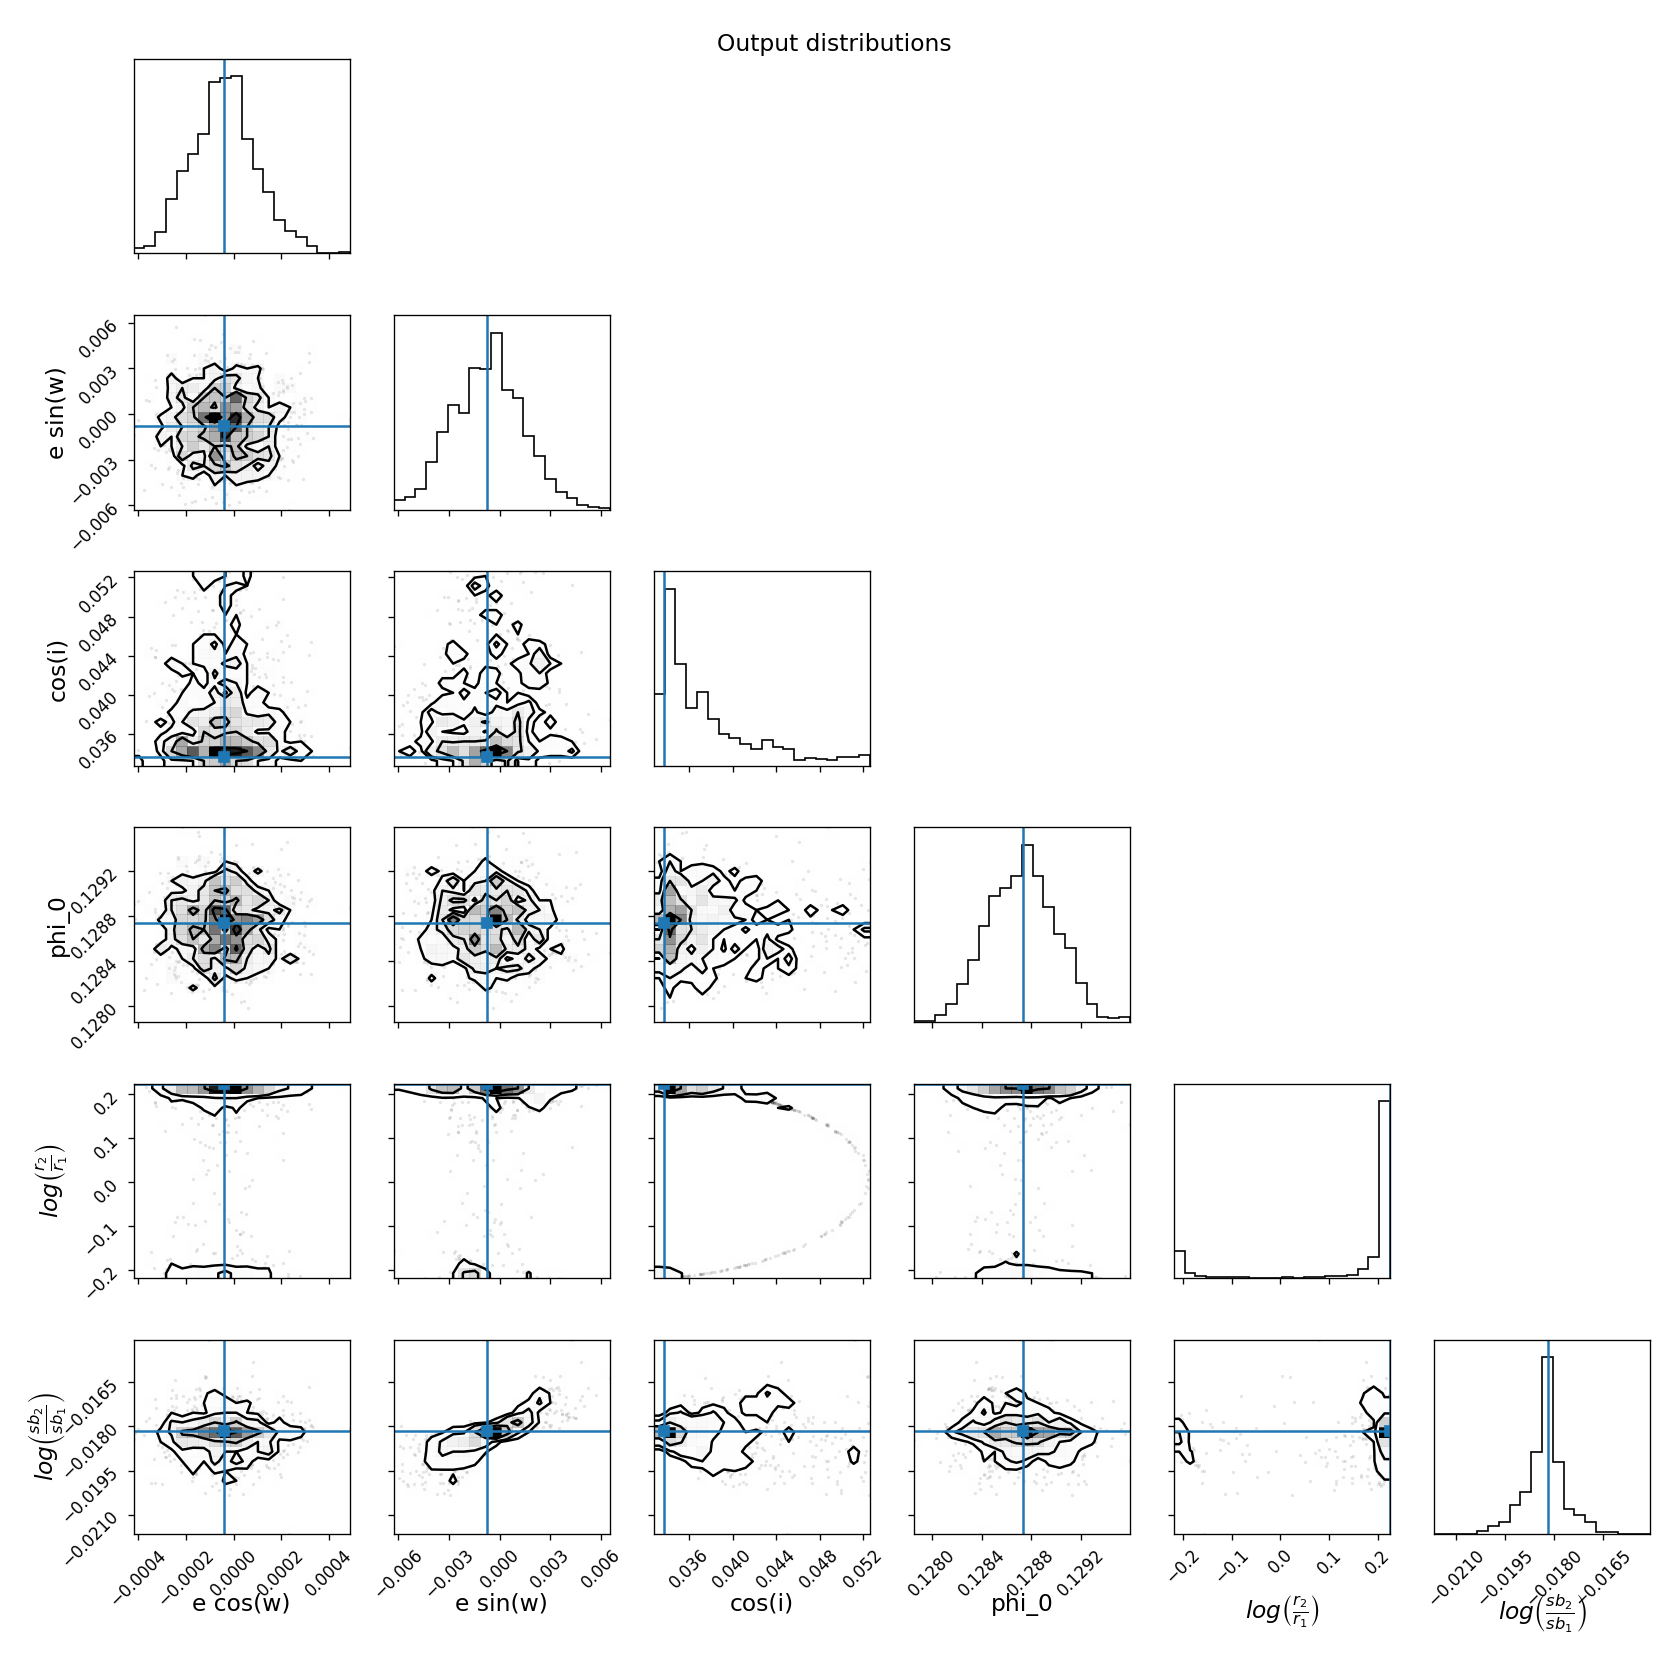 Output distributions
e sin(w)
0.006
0.003
0.000
−0.003
−0.006
cos(i)
0.052
0.048
0.044
0.040
0.036
phi_0
0.1292
0.1288
0.1284
0.1280
log(r₂/r₁)
0.2
0.1
0.0
−0.1
−0.2
log(sb₂/sb₁)
−0.0165
−0.0180
−0.0195
−0.0210
−0.0004 −0.0002 0.0000 0.0002 0.0004
e cos(w)
−0.006 −0.003 0.000 0.003 0.006
e sin(w)
0.036 0.040 0.044 0.048 0.052
cos(i)
0.1280 0.1284 0.1288 0.1292
phi_0
−0.2 −0.1 0.0 0.1 0.2
log(r₂/r₁)
−0.0210 −0.0195 −0.0180 −0.0165
log(sb₂/sb₁)